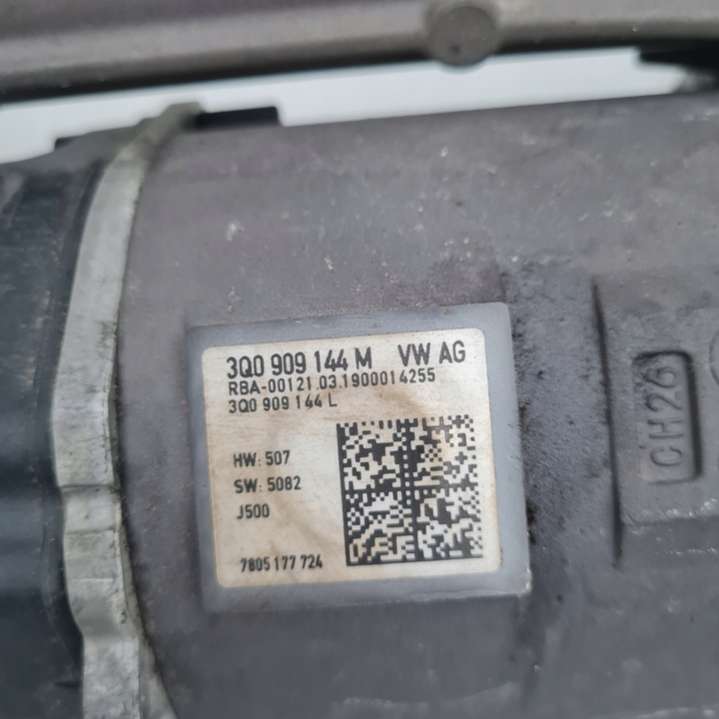 3Q0 909 144 M VW AG
RBA-00121.03.1900014255
3Q0 909 144 L
HW: 507
SW: 5082
J500
7805 177 724
CH26